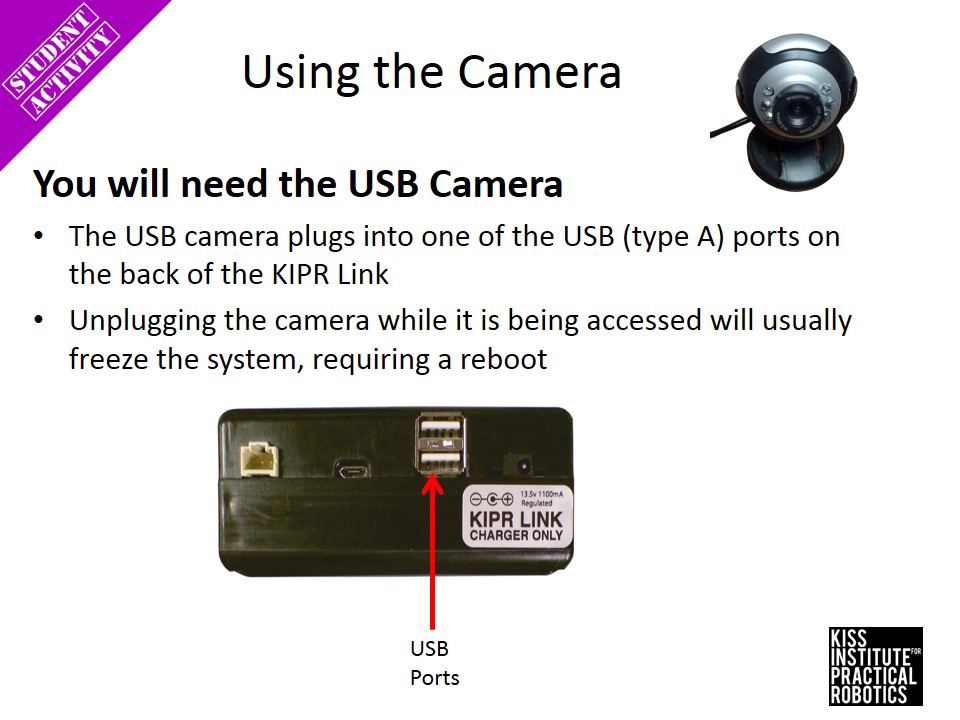 STUDENT
ACTIVITY
Using the Camera
You will need the USB Camera
• The USB camera plugs into one of the USB (type A) ports on
the back of the KIPR Link
• Unplugging the camera while it is being accessed will usually
freeze the system, requiring a reboot
13.5v 1100mA
Regulated
KIPR LINK
CHARGER ONLY
USB
Ports
KISS
INSTITUTE FOR
PRACTICAL
ROBOTICS